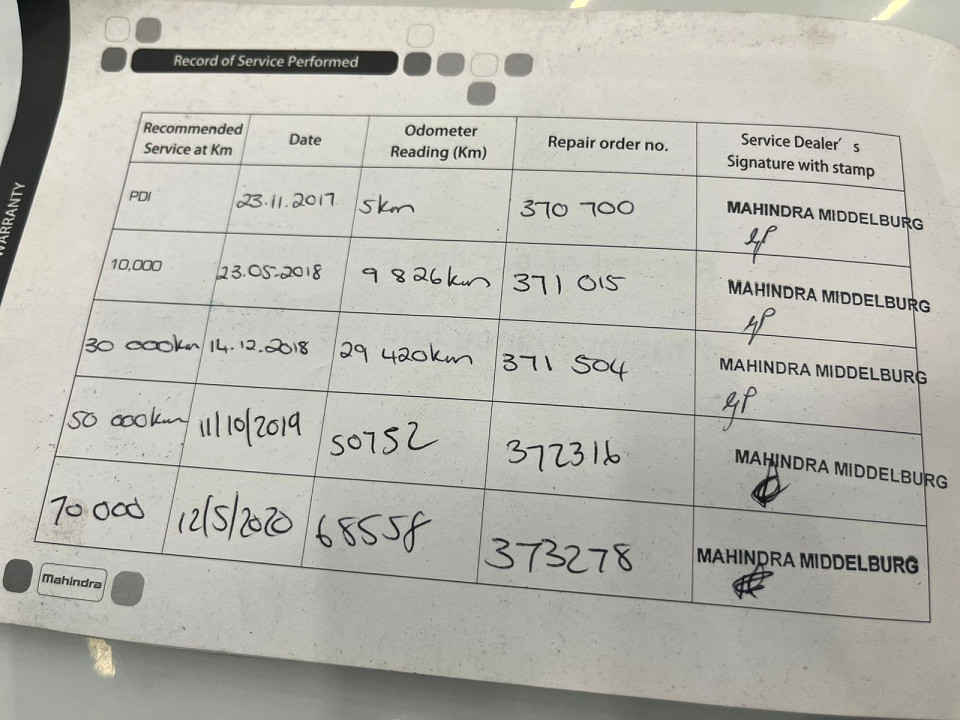 Record of Service Performed
Recommended Service at Km Date Odometer Reading (Km) Repair order no. Service Dealer's Signature with stamp
PDI 23.11.2017 5km 370 700 MAHINDRA MIDDELBURG
10,000 23.05.2018 9 826km 371 015 MAHINDRA MIDDELBURG
30 000km 14.12.2018 29 420km 371 504 MAHINDRA MIDDELBURG
50 000km 11/10/2019 50752 372316 MAHINDRA MIDDELBURG
70 000 12/5/2020 68558 373278 MAHINDRA MIDDELBURG
Mahindra
WARRANTY